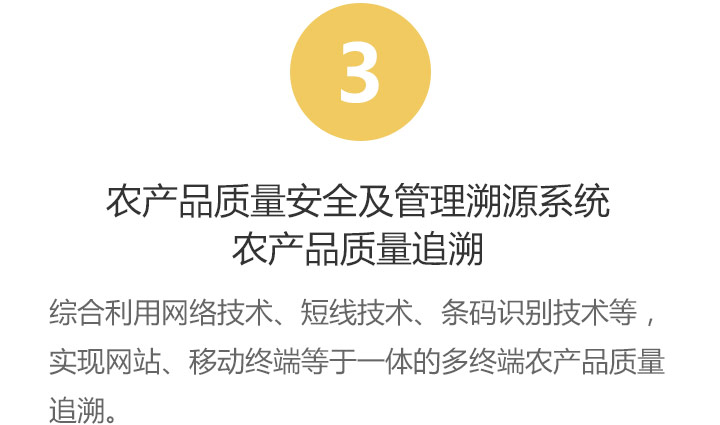 3
农产品质量安全及管理溯源系统
农产品质量追溯
综合利用网络技术、短线技术、条码识别技术等，
实现网站、移动终端等于一体的多终端农产品质量
追溯。